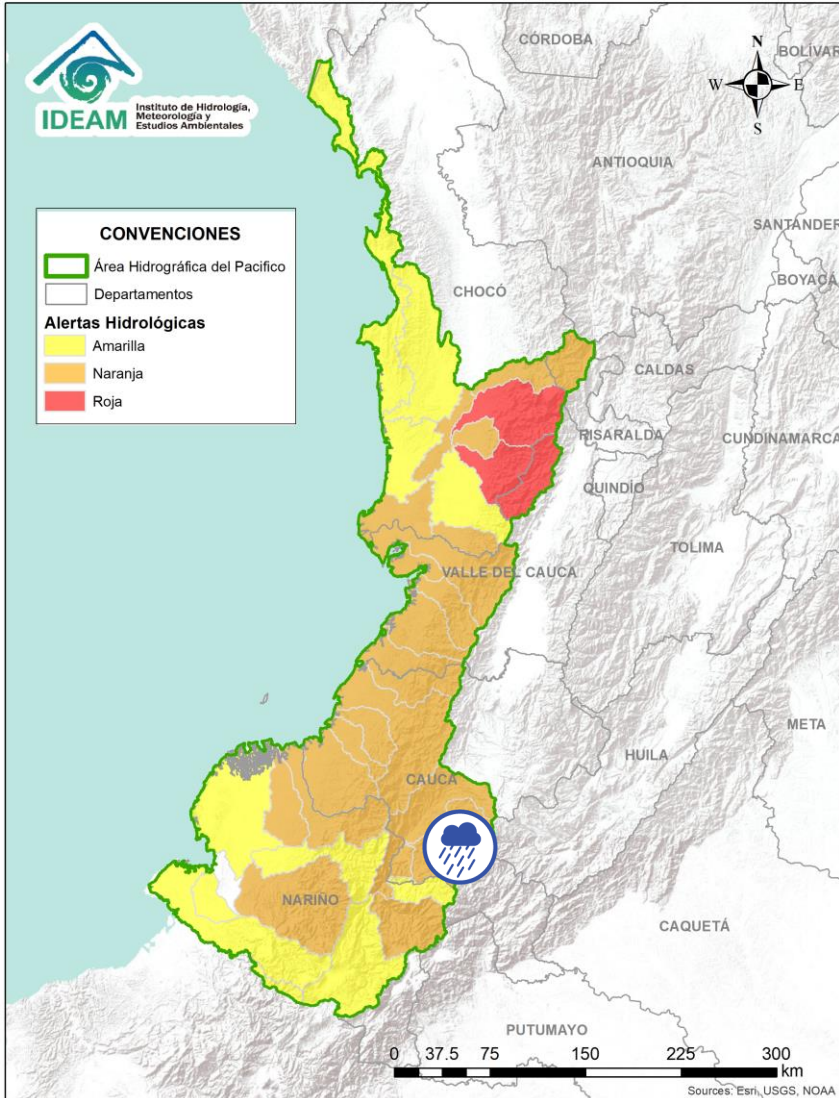 IDEAM
Instituto de Hidrología,
Meteorología y
Estudios Ambientales
CÓRDOBA
BOLÍVAR
N
W
E
S
ANTIOQUIA
SANTANDER
CONVENCIONES
Área Hidrográfica del Pacifico
Departamentos
Alertas Hidrológicas
Amarilla
Naranja
Roja
BOYACÁ
CHOCÓ
CALDAS
RISARALDA
CUNDINAMARCA
QUINDÍO
TOLIMA
VALLE DEL CAUCA
META
HUILA
CAUCA
NARIÑO
CAQUETÁ
PUTUMAYO
0 37.5 75 150 225 300
km
Sources: Esri, USGS, NOAA